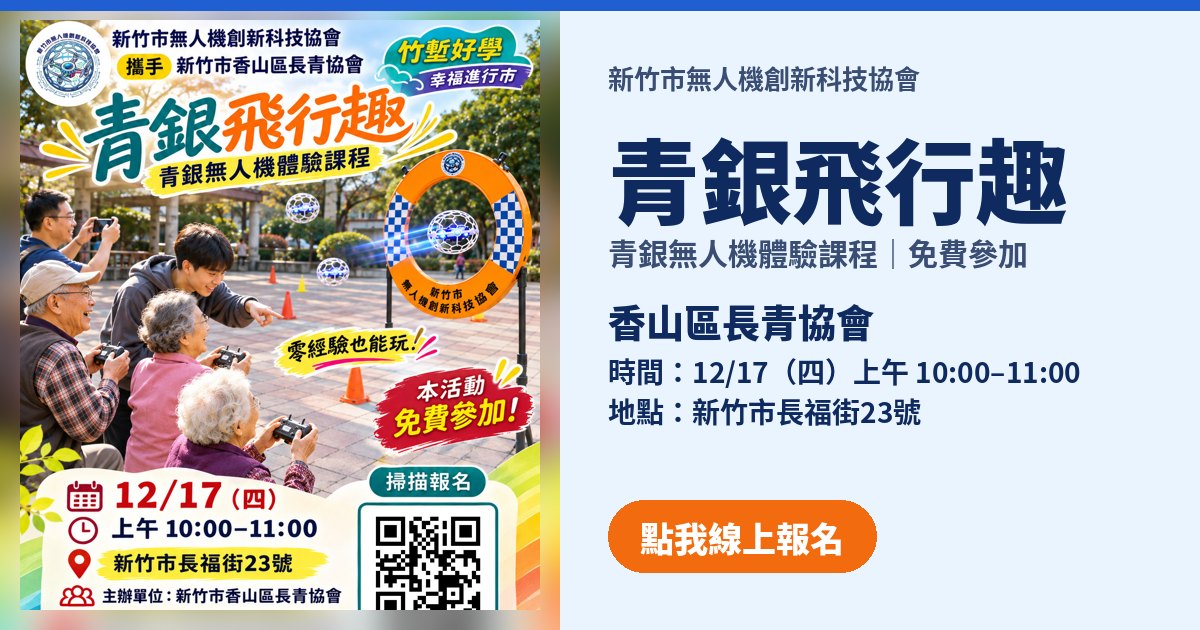 新竹市無人機創新科技協會
攜手 新竹市香山區長青協會
竹塹好學
幸福進行市
青銀飛行趣
青銀無人機體驗課程
新竹市
無人機創新科技協會
零經驗也能玩!
本活動
免費參加!
12/17(四)
上午 10:00–11:00
新竹市長福街23號
主辦單位:新竹市香山區長青協會
掃描報名
新竹市無人機創新科技協會
青銀飛行趣
青銀無人機體驗課程|免費參加
香山區長青協會
時間:12/17(四)上午 10:00–11:00
地點:新竹市長福街23號
點我線上報名